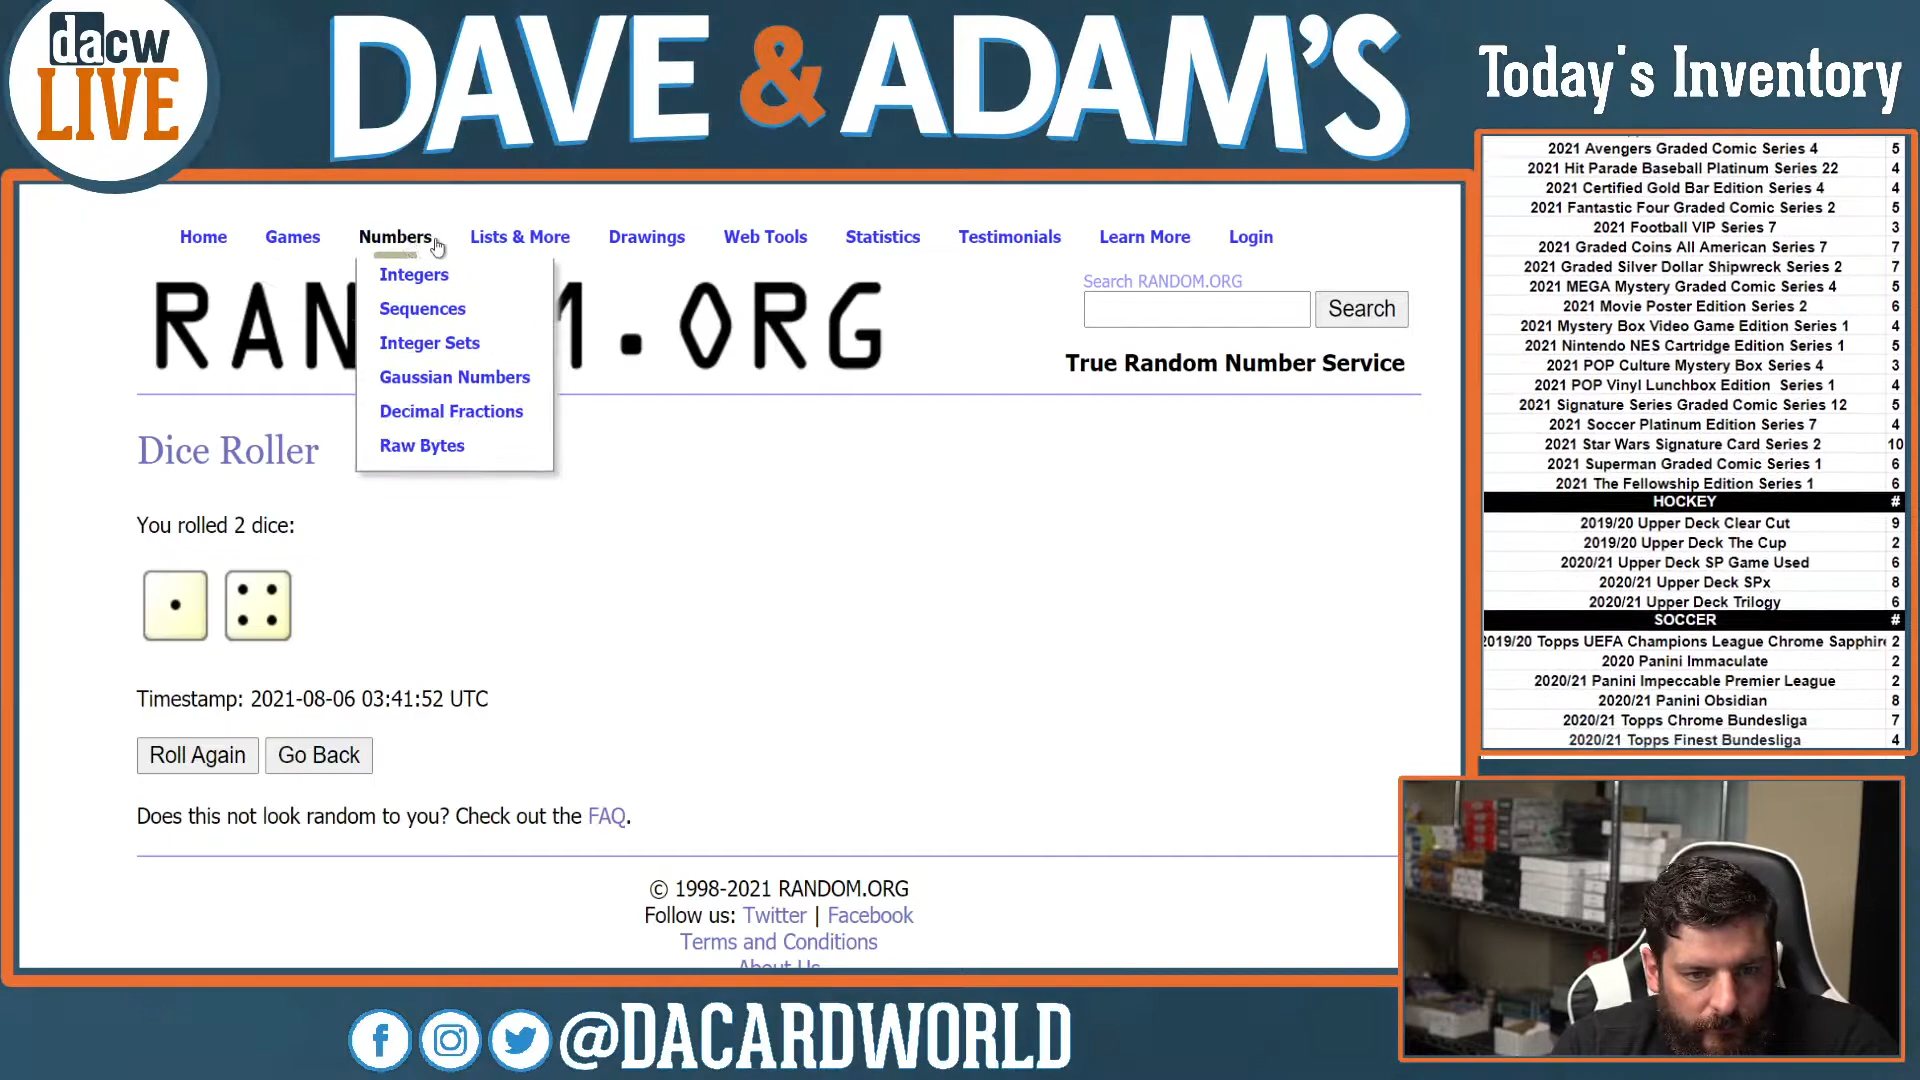 dacw
LIVE
DAVE & ADAM'S
Today's Inventory
Home Games Numbers Lists & More Drawings Web Tools Statistics Testimonials Learn More Login
Integers
Sequences
Integer Sets
Gaussian Numbers
Decimal Fractions
Raw Bytes
RAN M.ORG
Search RANDOM.ORG
Search
True Random Number Service
Dice Roller
You rolled 2 dice:
Timestamp: 2021-08-06 03:41:52 UTC
Roll Again Go Back
Does this not look random to you? Check out the FAQ.
© 1998-2021 RANDOM.ORG
Follow us: Twitter | Facebook
Terms and Conditions
About Us
2021 Avengers Graded Comic Series 4 5
2021 Hit Parade Baseball Platinum Series 22 4
2021 Certified Gold Bar Edition Series 4 4
2021 Fantastic Four Graded Comic Series 2 5
2021 Football VIP Series 7 3
2021 Graded Coins All American Series 7 7
2021 Graded Silver Dollar Shipwreck Series 2 7
2021 MEGA Mystery Graded Comic Series 4 5
2021 Movie Poster Edition Series 2 6
2021 Mystery Box Video Game Edition Series 1 4
2021 Nintendo NES Cartridge Edition Series 1 5
2021 POP Culture Mystery Box Series 4 3
2021 POP Vinyl Lunchbox Edition Series 1 4
2021 Signature Series Graded Comic Series 12 5
2021 Soccer Platinum Edition Series 7 4
2021 Star Wars Signature Card Series 2 10
2021 Superman Graded Comic Series 1 6
2021 The Fellowship Edition Series 1 6
HOCKEY #
2019/20 Upper Deck Clear Cut 9
2019/20 Upper Deck The Cup 2
2020/21 Upper Deck SP Game Used 6
2020/21 Upper Deck SPx 8
2020/21 Upper Deck Trilogy 6
SOCCER #
2019/20 Topps UEFA Champions League Chrome Sapphire 2
2020 Panini Immaculate 2
2020/21 Panini Impeccable Premier League 2
2020/21 Panini Obsidian 8
2020/21 Topps Chrome Bundesliga 7
2020/21 Topps Finest Bundesliga 4
@DACARDWORLD